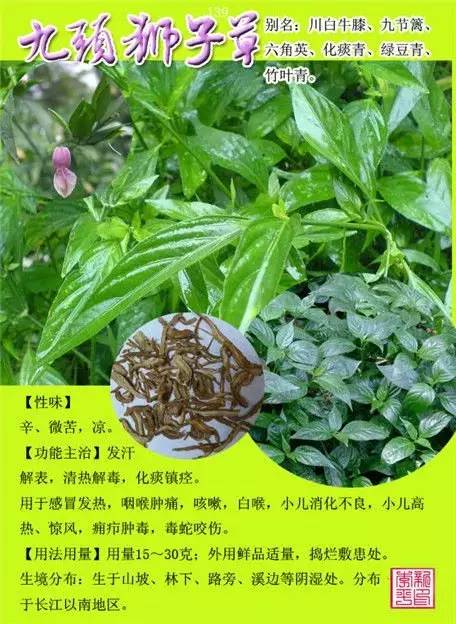 139
九头狮子草
别名：川白牛膝、九节篱、
六角英、化痰青、绿豆青、
竹叶青。
【性味】
辛、微苦，凉。
【功能主治】发汗
解表，清热解毒，化痰镇痉。
用于感冒发热，咽喉肿痛，咳嗽，白喉，小儿消化不良，小儿高
热、惊风，痈疖肿毒，毒蛇咬伤。
【用法用量】用量15～30克；外用鲜品适量，捣烂敷患处。
生境分布：生于山坡、林下、路旁、溪边等阴湿处。分布
于长江以南地区。